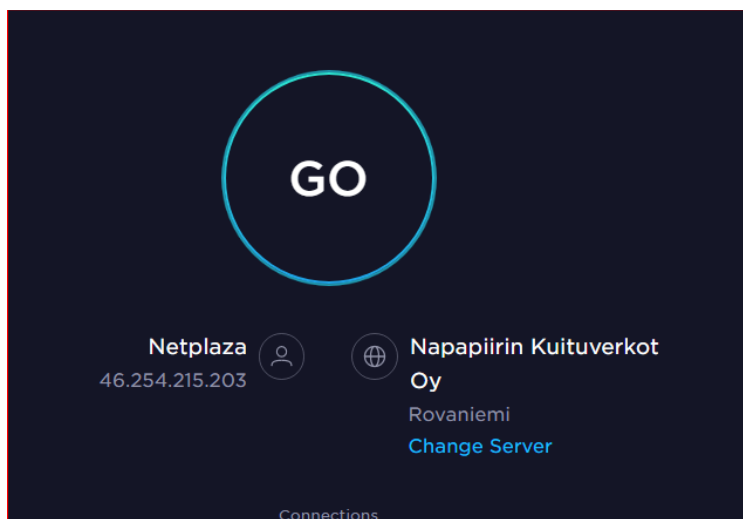 GO
Netplaza
46.254.215.203
Napapiirin Kuituverkot
Oy
Rovaniemi
Change Server
Connections